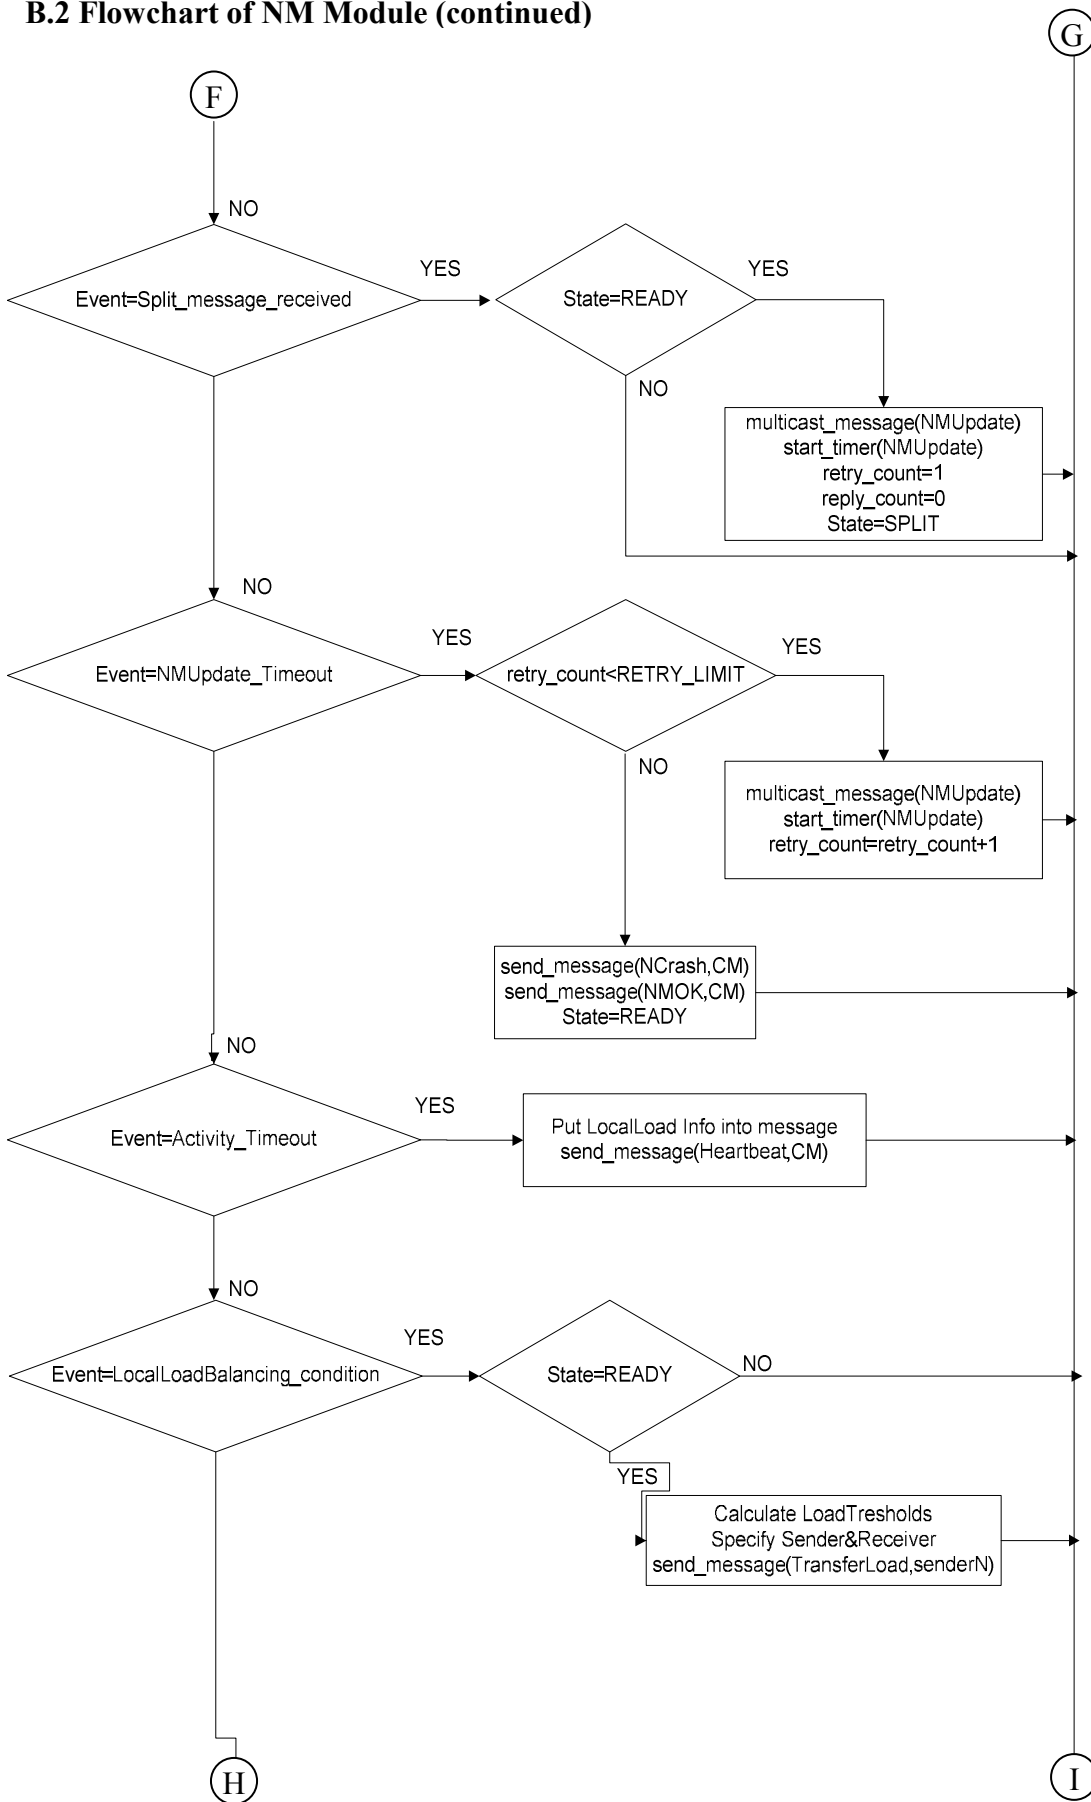 B.2 Flowchart of NM Module (continued)
G
F
NO
Event=Split_message_received
YES
State=READY
YES
NO
multicast_message(NMUpdate)
start_timer(NMUpdate)
retry_count=1
reply_count=0
State=SPLIT
NO
Event=NMUpdate_Timeout
YES
retry_count<RETRY_LIMIT
YES
NO
multicast_message(NMUpdate)
start_timer(NMUpdate)
retry_count=retry_count+1
send_message(NCrash,CM)
send_message(NMOK,CM)
State=READY
NO
Event=Activity_Timeout
YES
Put LocalLoad Info into message
send_message(Heartbeat,CM)
NO
Event=LocalLoadBalancing_condition
YES
State=READY
NO
YES
Calculate LoadTresholds
Specify Sender&Receiver
send_message(TransferLoad,senderN)
H
I